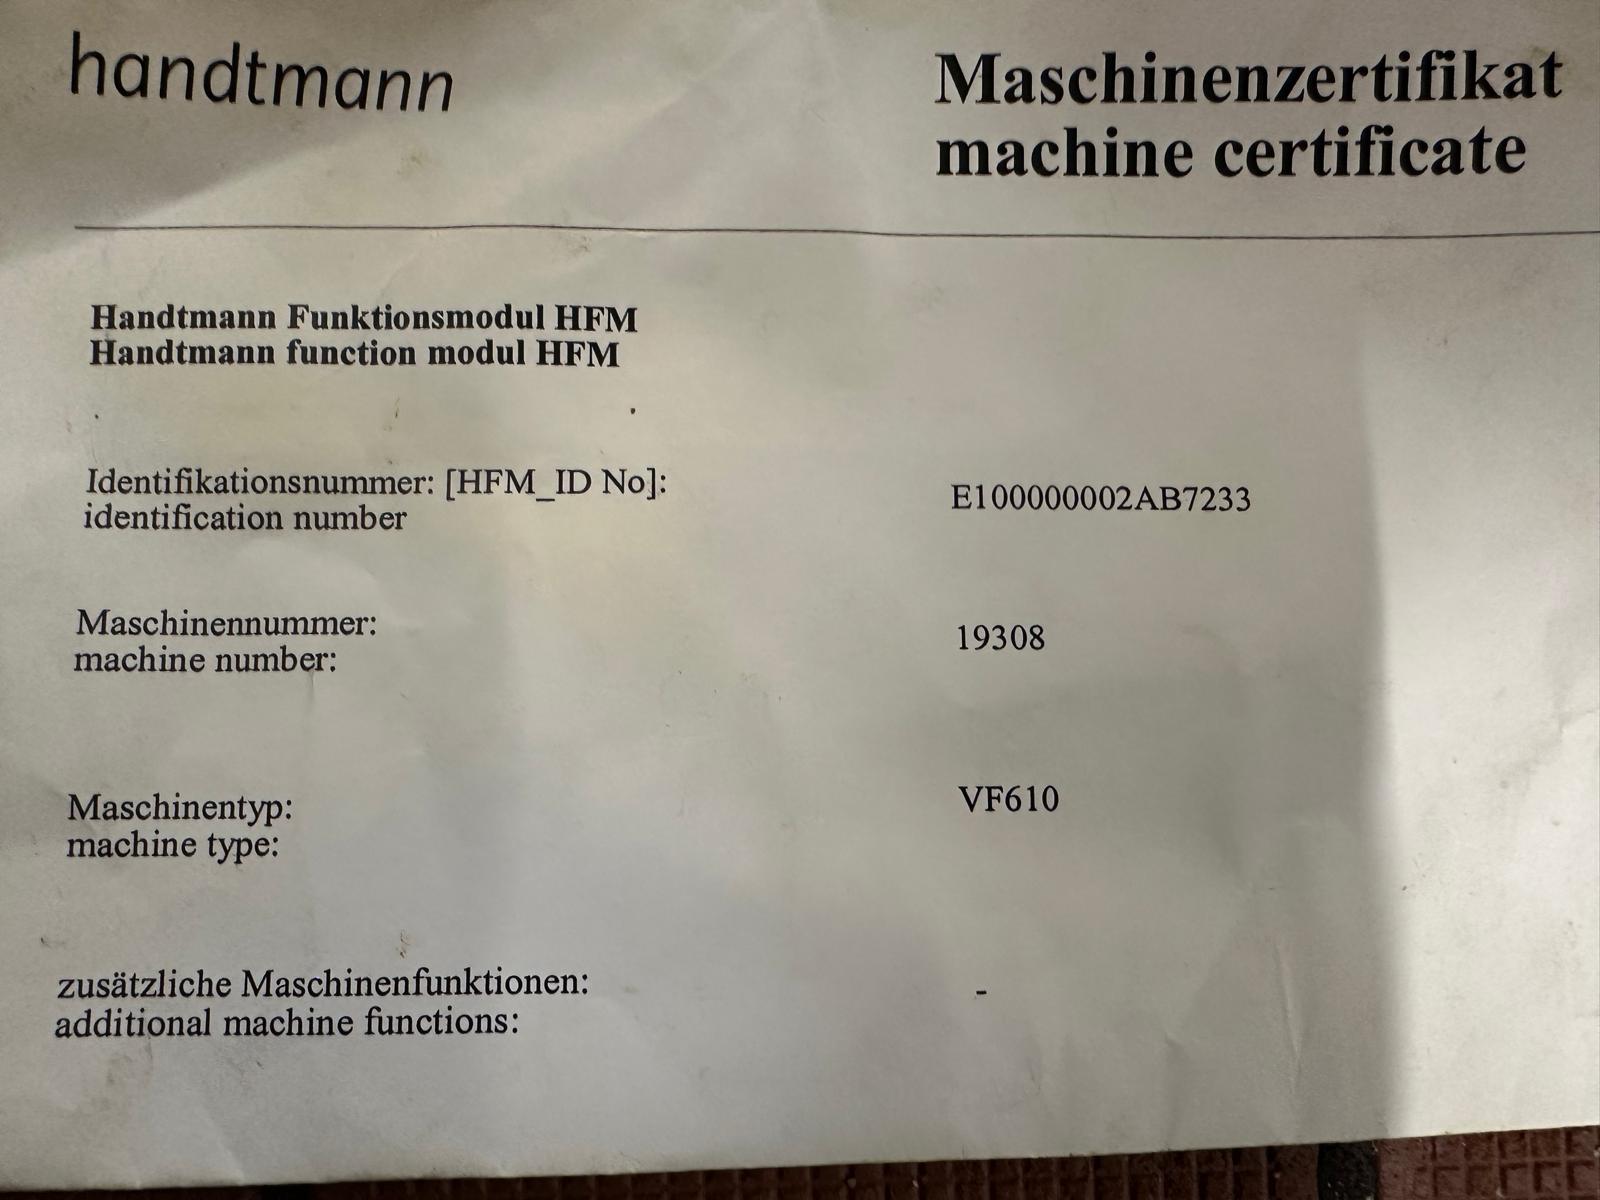 handtmann
Maschinenzertifikat
machine certificate
Handtmann Funktionsmodul HFM
Handtmann function modul HFM
Identifikationsnummer: [HFM_ID No]:
identification number
E100000002AB7233
Maschinennummer:
machine number:
19308
Maschinentyp:
machine type:
VF610
zusätzliche Maschinenfunktionen:
additional machine functions:
-